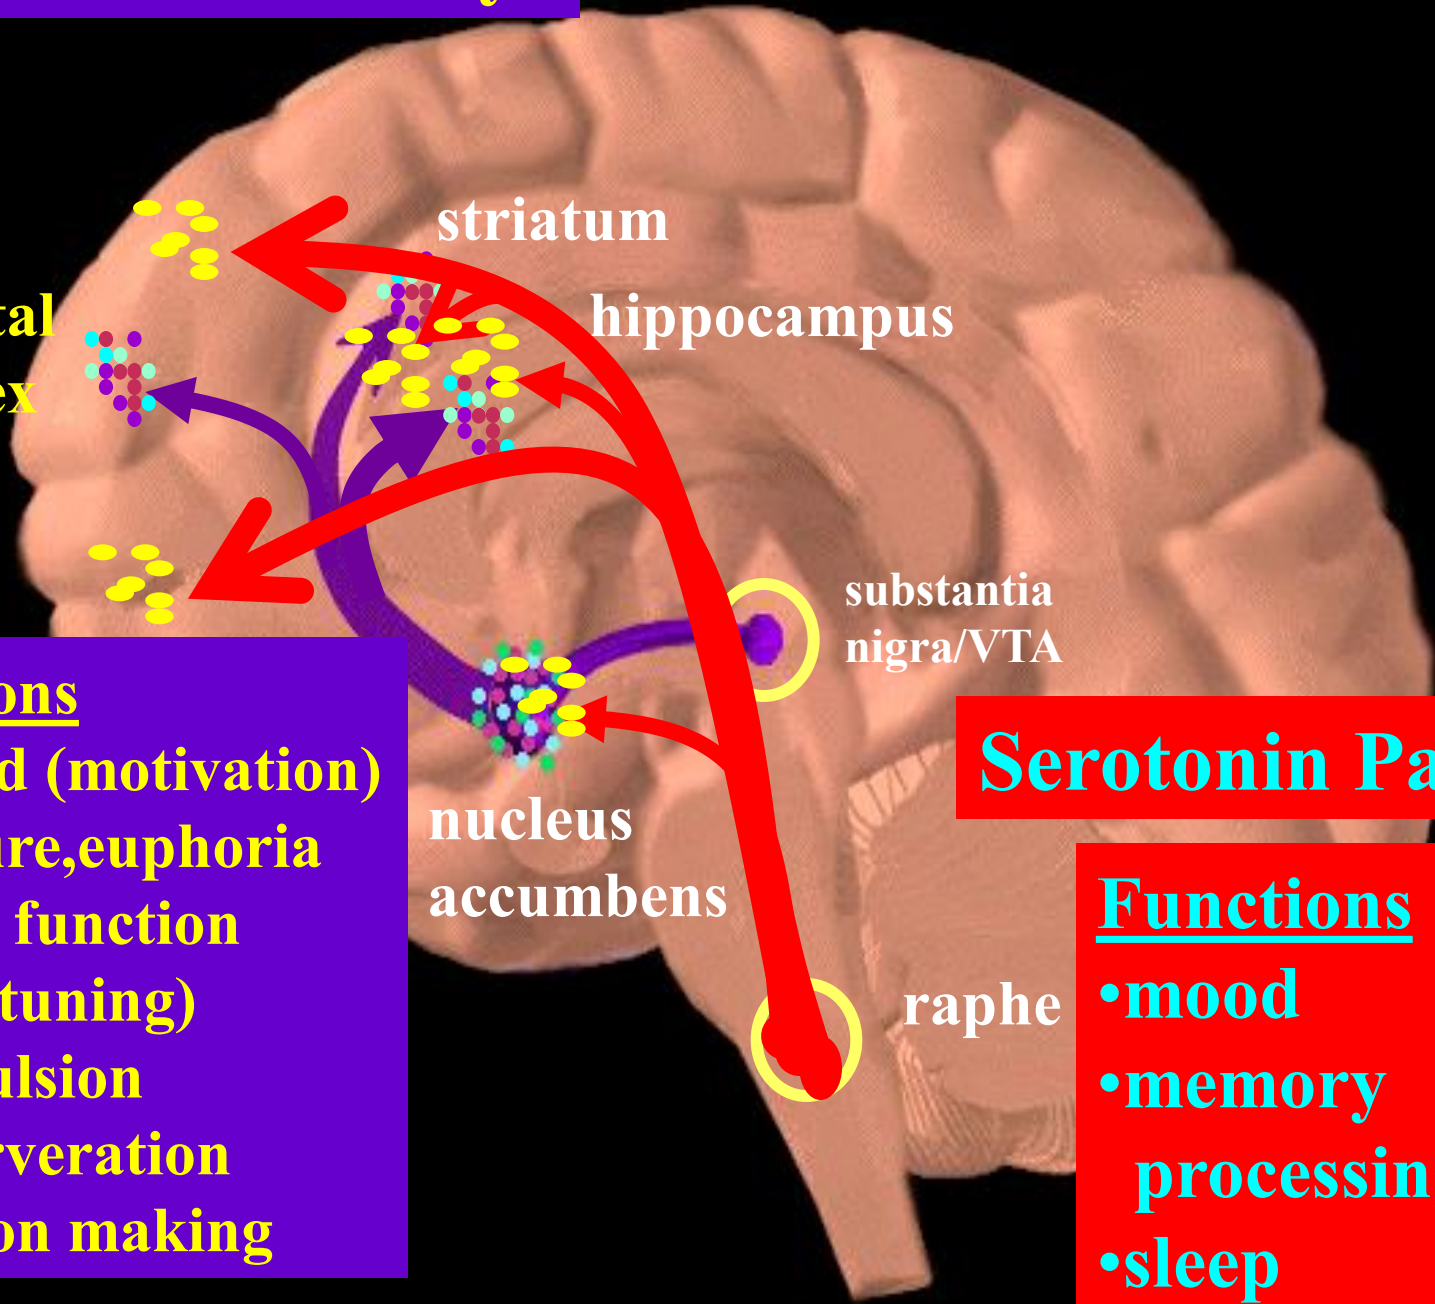 striatum
hippocampus
tal
ex
substantia
nigra/VTA
ons
d (motivation)
ure,euphoria
function
tuning)
ulsion
rveration
on making
nucleus
accumbens
raphe
Serotonin Pa
Functions
•mood
•memory
processin
•sleep